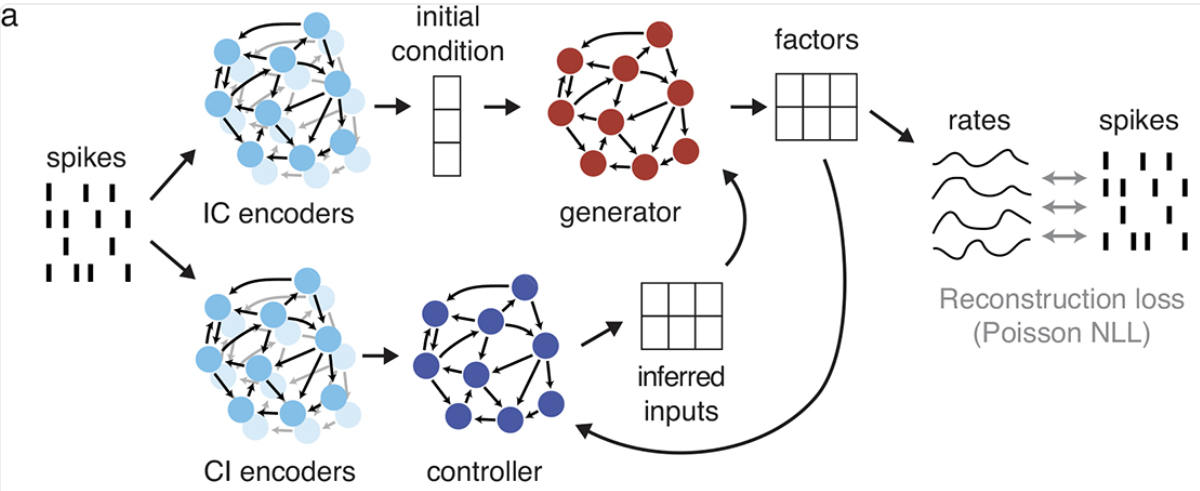 a
spikes
IC encoders
initial
condition
generator
factors
rates
spikes
Reconstruction loss
(Poisson NLL)
CI encoders
controller
inferred
inputs